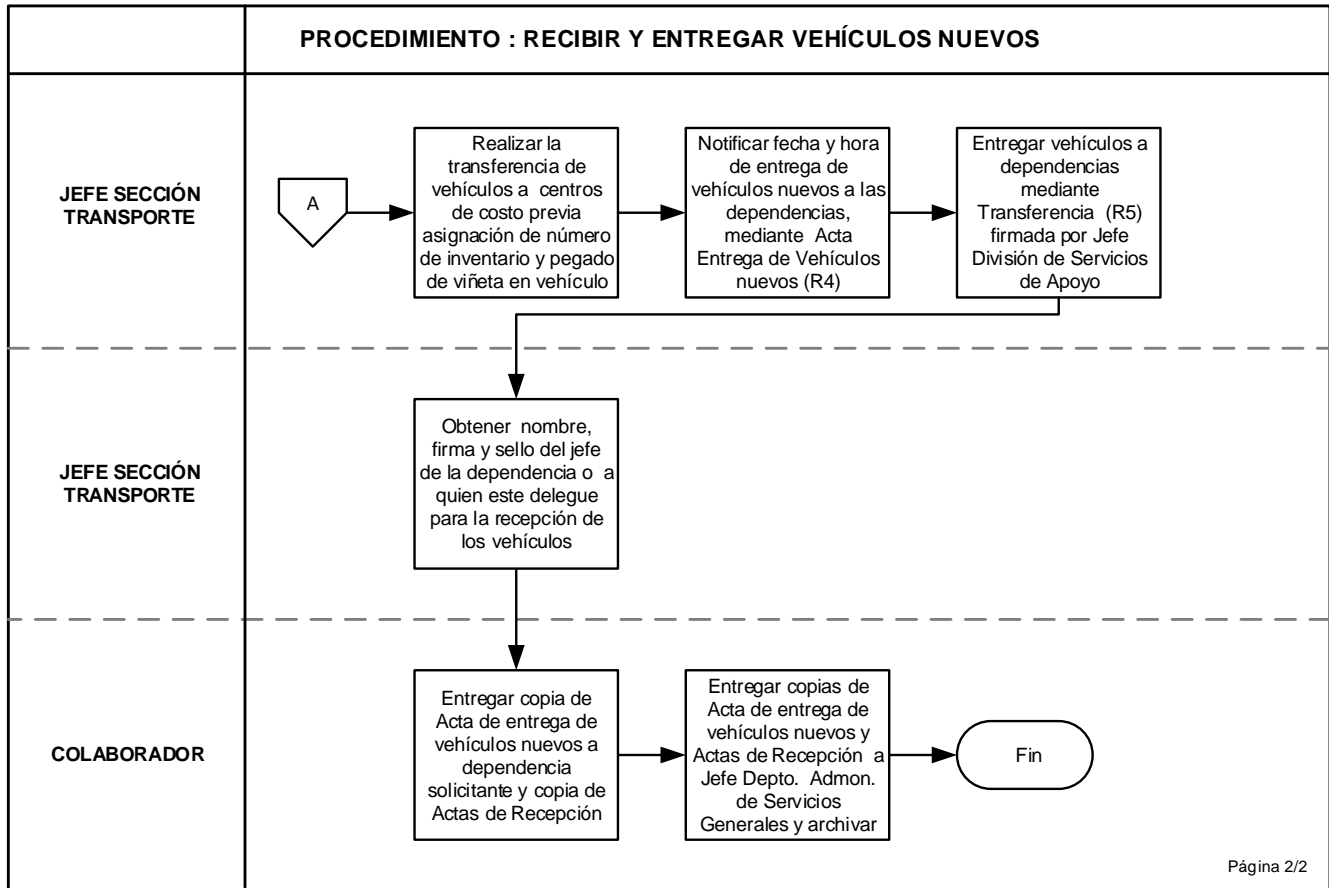 PROCEDIMIENTO : RECIBIR Y ENTREGAR VEHÍCULOS NUEVOS
JEFE SECCIÓN
TRANSPORTE
A
Realizar la
transferencia de
vehículos a centros
de costo previa
asignación de número
de inventario y pegado
de viñeta en vehículo
Notificar fecha y hora
de entrega de
vehículos nuevos a las
dependencias,
mediante Acta
Entrega de Vehículos
nuevos (R4)
Entregar vehículos a
dependencias
mediante
Transferencia (R5)
firmada por Jefe
División de Servicios
de Apoyo
JEFE SECCIÓN
TRANSPORTE
Obtener nombre,
firma y sello del jefe
de la dependencia o a
quien este delegue
para la recepción de
los vehículos
COLABORADOR
Entregar copia de
Acta de entrega de
vehículos nuevos a
dependencia
solicitante y copia de
Actas de Recepción
Entregar copias de
Acta de entrega de
vehículos nuevos y
Actas de Recepción a
Jefe Depto. Admon.
de Servicios
Generales y archivar
Fin
Página 2/2